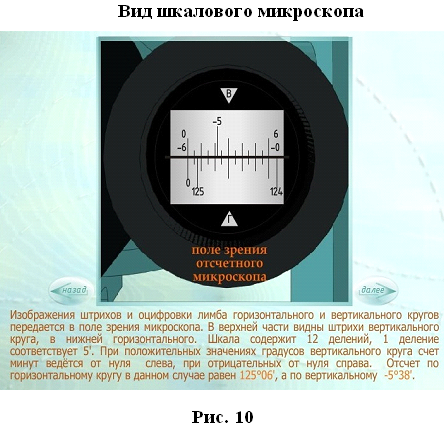 Вид шкалового микроскопа
В
-5
0 6
-6 -0
0
125 124
Г
поле зрения
отсчетного
микроскопа
назад далее
Изображения штрихов и оцифровки лимба горизонтального и вертикального кругов
передается в поле зрения микроскопа. В верхней части видны штрихи вертикального
круга, в нижней горизонтального. Шкала содержит 12 делений, 1 деление
соответствует 5'. При положительных значениях градусов вертикального круга счет
минут ведётся от нуля слева, при отрицательных от нуля справа. Отсчет по
горизонтальному кругу в данном случае равен 125°06', а по вертикальному -5°38'.
Рис. 10